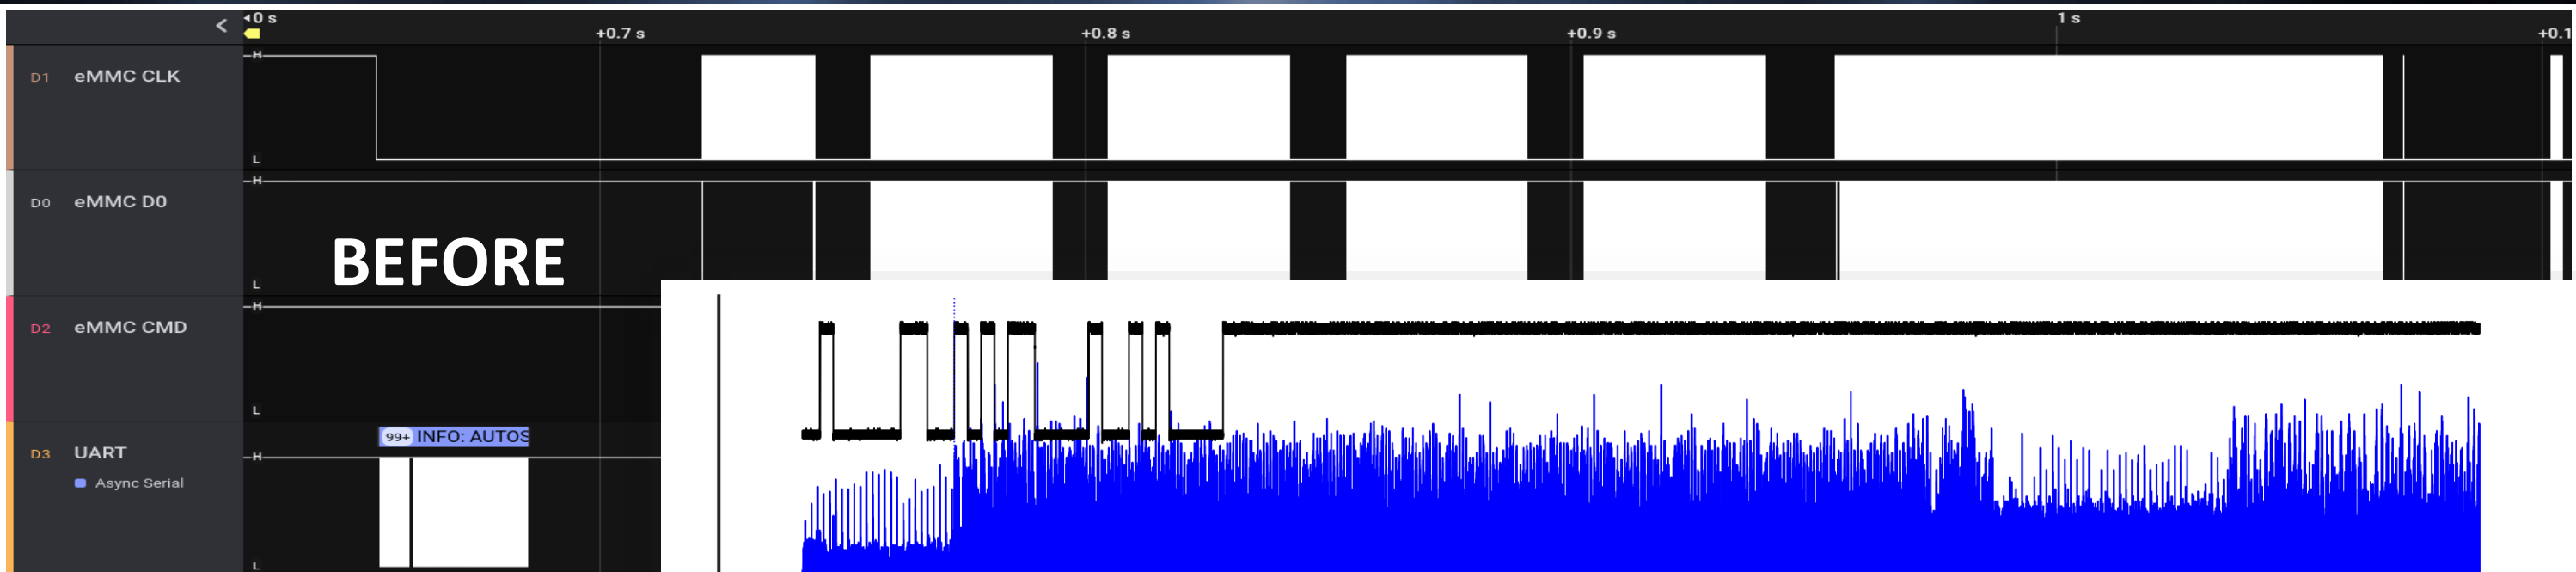 0 s
1 s
+0.7 s
+0.8 s
+0.9 s
+0.1
D1 eMMC CLK
H
L
D0 eMMC D0
H
L
BEFORE
D2 eMMC CMD
H
L
99+ INFO: AUTOS
D3 UART
H
Async Serial
L